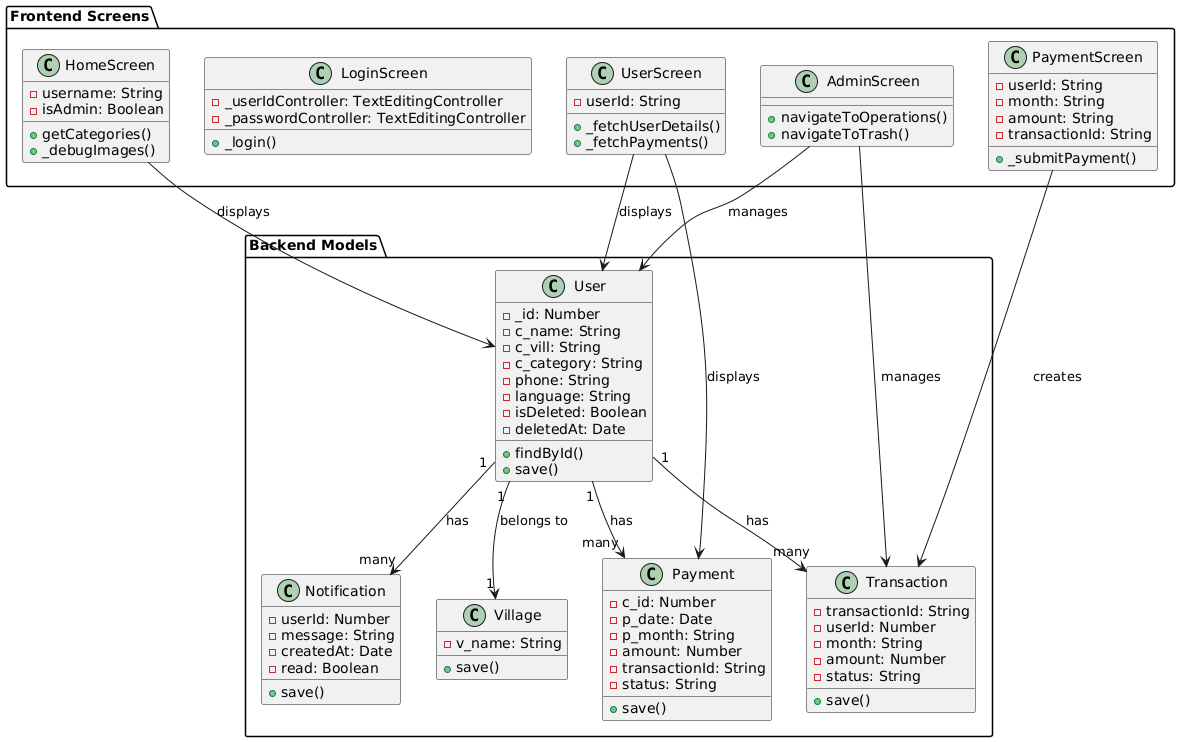 Frontend Screens
C HomeScreen
username: String
isAdmin: Boolean
getCategories()
_debugImages()
C LoginScreen
_userIdController: TextEditingController
_passwordController: TextEditingController
_login()
C UserScreen
userId: String
_fetchUserDetails()
_fetchPayments()
C AdminScreen
navigateToOperations()
navigateToTrash()
C PaymentScreen
userId: String
month: String
amount: String
transactionId: String
_submitPayment()
displays
displays
manages
displays
manages
creates
Backend Models
C User
_id: Number
c_name: String
c_vill: String
c_category: String
phone: String
language: String
isDeleted: Boolean
deletedAt: Date
findById()
save()
1
has
many
1
belongs to
1
1
has
many
1
has
many
C Notification
userId: Number
message: String
createdAt: Date
read: Boolean
save()
C Village
v_name: String
save()
C Payment
c_id: Number
p_date: Date
p_month: String
amount: Number
transactionId: String
status: String
save()
C Transaction
transactionId: String
userId: Number
month: String
amount: Number
status: String
save()